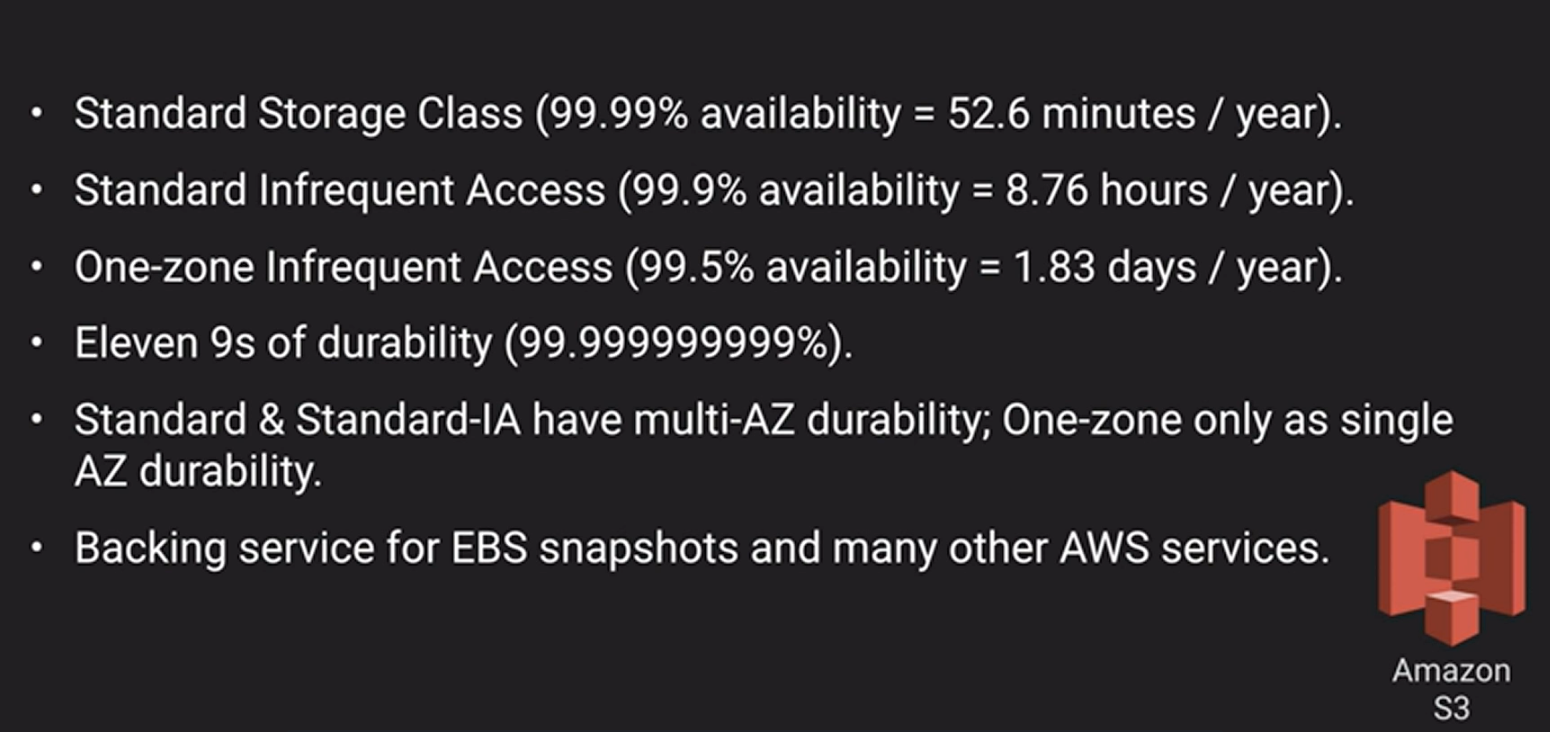 • Standard Storage Class (99.99% availability = 52.6 minutes / year).
• Standard Infrequent Access (99.9% availability = 8.76 hours / year).
• One-zone Infrequent Access (99.5% availability = 1.83 days / year).
• Eleven 9s of durability (99.999999999%).
• Standard & Standard-IA have multi-AZ durability; One-zone only as single
AZ durability.
• Backing service for EBS snapshots and many other AWS services.
Amazon
S3